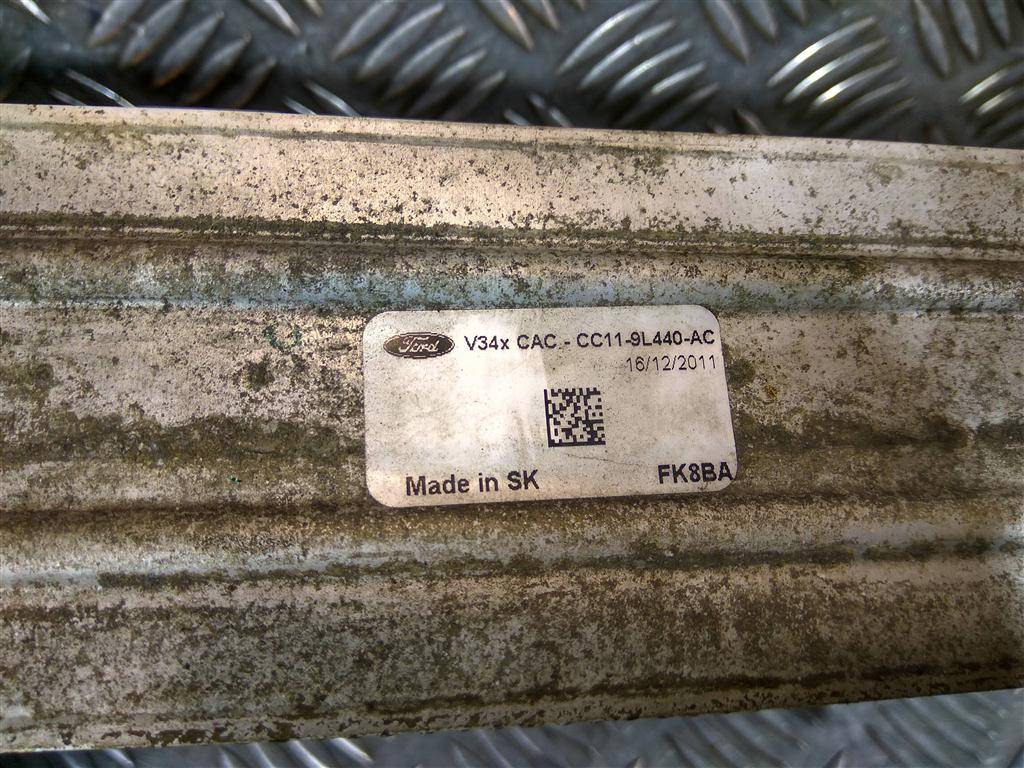 Ford V34x CAC - CC11-9L440-AC
16/12/2011
Made in SK FK8BA